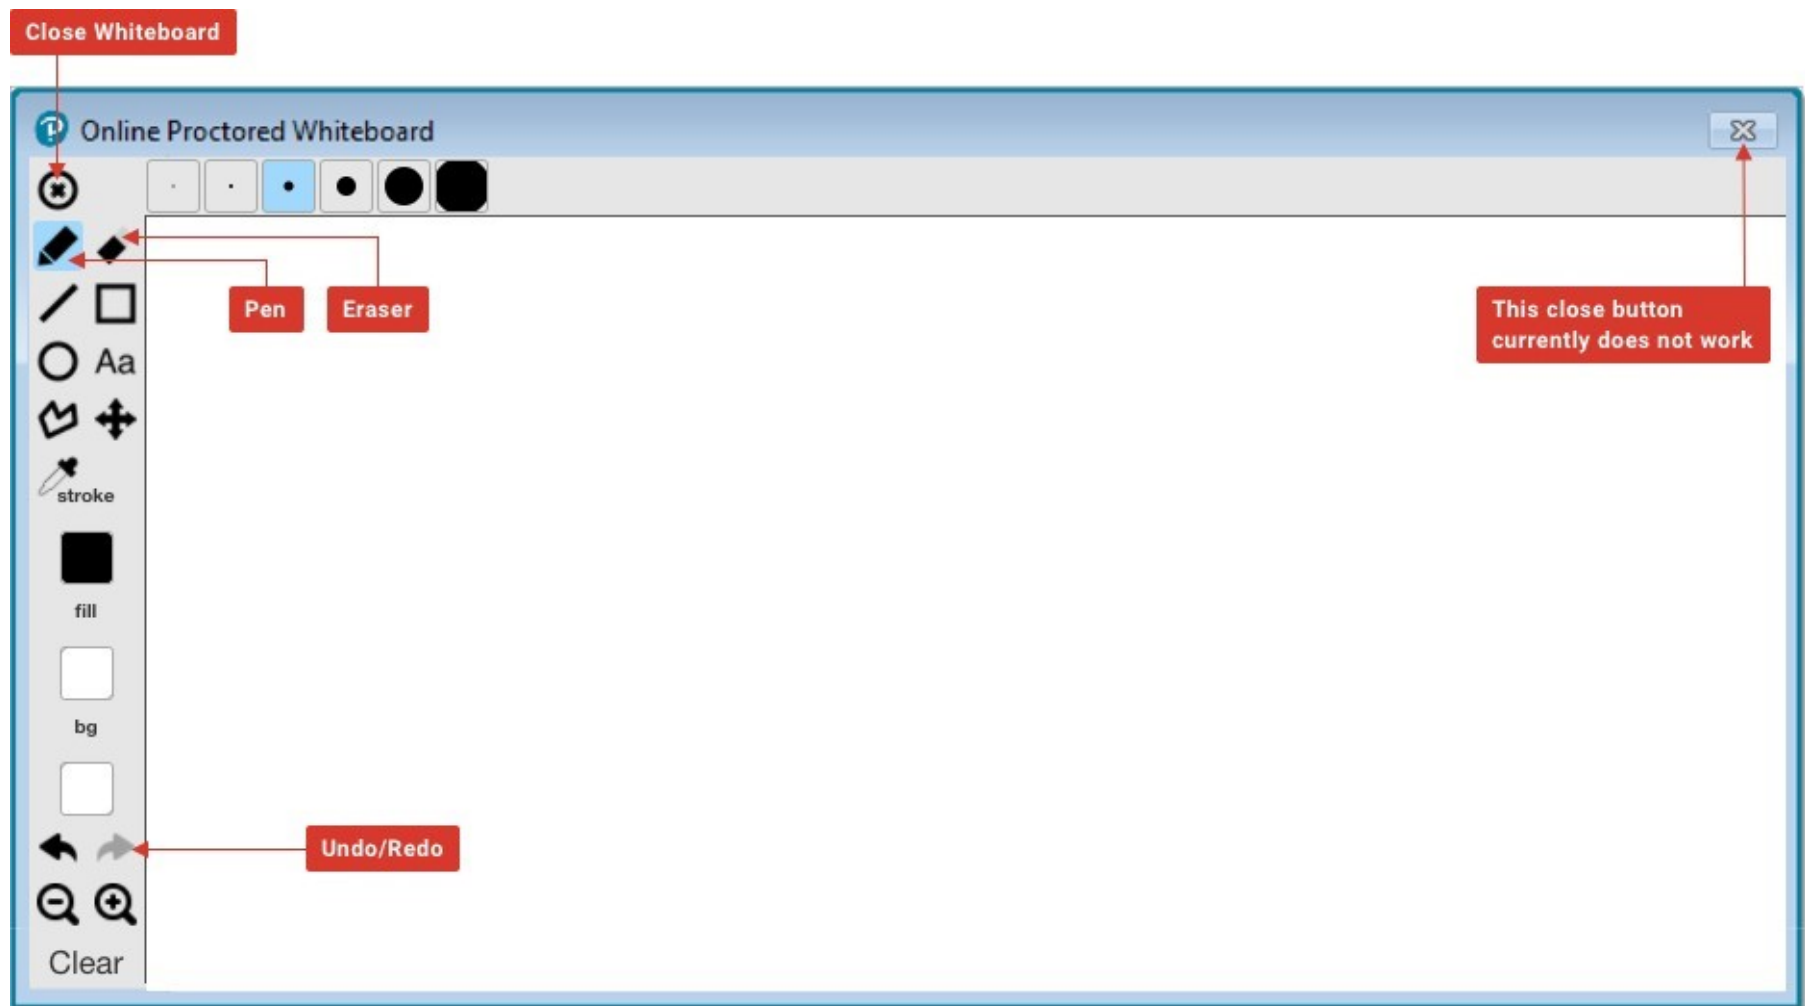 Close Whiteboard
Online Proctored Whiteboard
Pen
Eraser
This close button
currently does not work
Aa
stroke
fill
bg
Undo/Redo
Clear